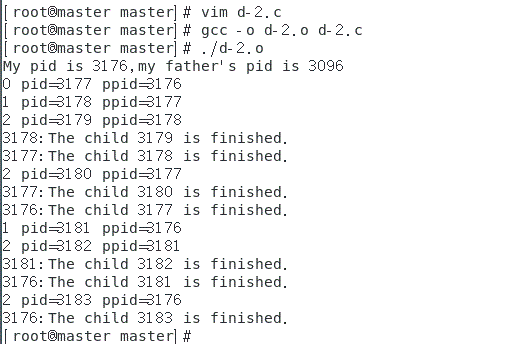 [root@master master]# vim d-2.c
[root@master master]# gcc -o d-2.o d-2.c
[root@master master]# ./d-2.o
My pid is 3176,my father's pid is 3096
0 pid=3177 ppid=3176
1 pid=3178 ppid=3177
2 pid=3179 ppid=3178
3178:The child 3179 is finished.
3177:The child 3178 is finished.
2 pid=3180 ppid=3177
3177:The child 3180 is finished.
3176:The child 3177 is finished.
1 pid=3181 ppid=3176
2 pid=3182 ppid=3181
3181:The child 3182 is finished.
3176:The child 3181 is finished.
2 pid=3183 ppid=3176
3176:The child 3183 is finished.
[root@master master]#